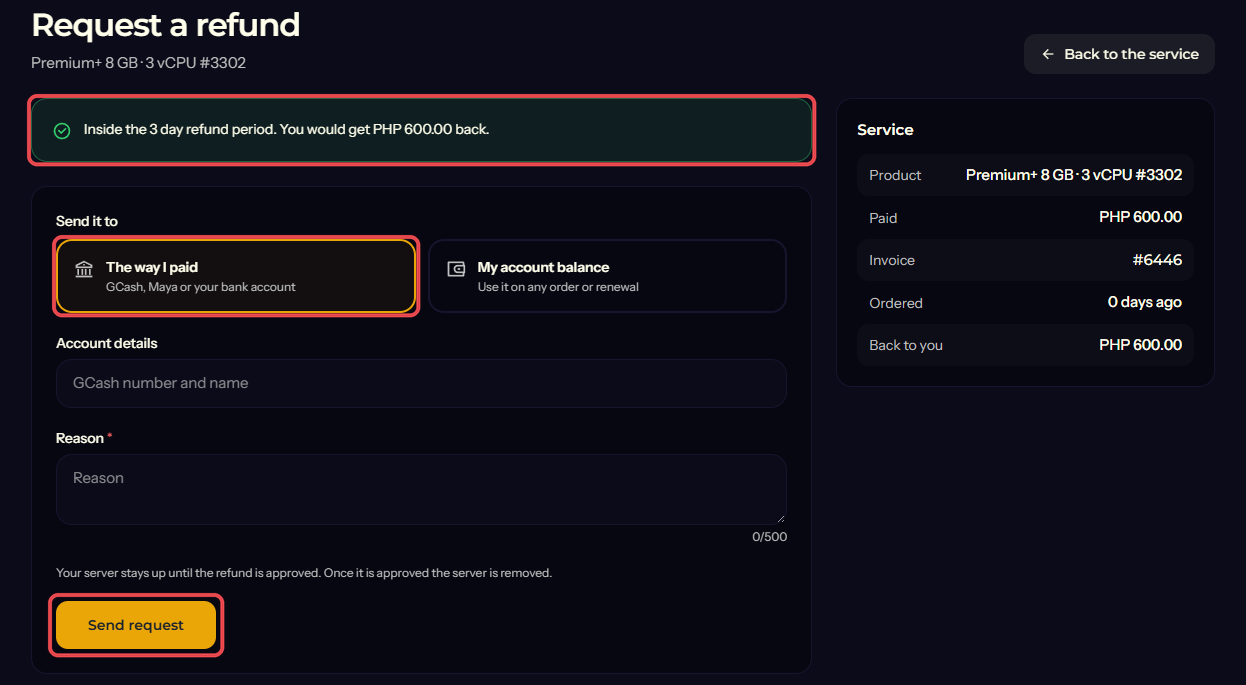 Request a refund
Premium+ 8 GB · 3 vCPU #3302
← Back to the service
Inside the 3 day refund period. You would get PHP 600.00 back.
Send it to
The way I paid
GCash, Maya or your bank account
My account balance
Use it on any order or renewal
Account details
GCash number and name
Reason *
Reason
0/500
Your server stays up until the refund is approved. Once it is approved the server is removed.
Send request
Service
Product Premium+ 8 GB · 3 vCPU #3302
Paid PHP 600.00
Invoice #6446
Ordered 0 days ago
Back to you PHP 600.00